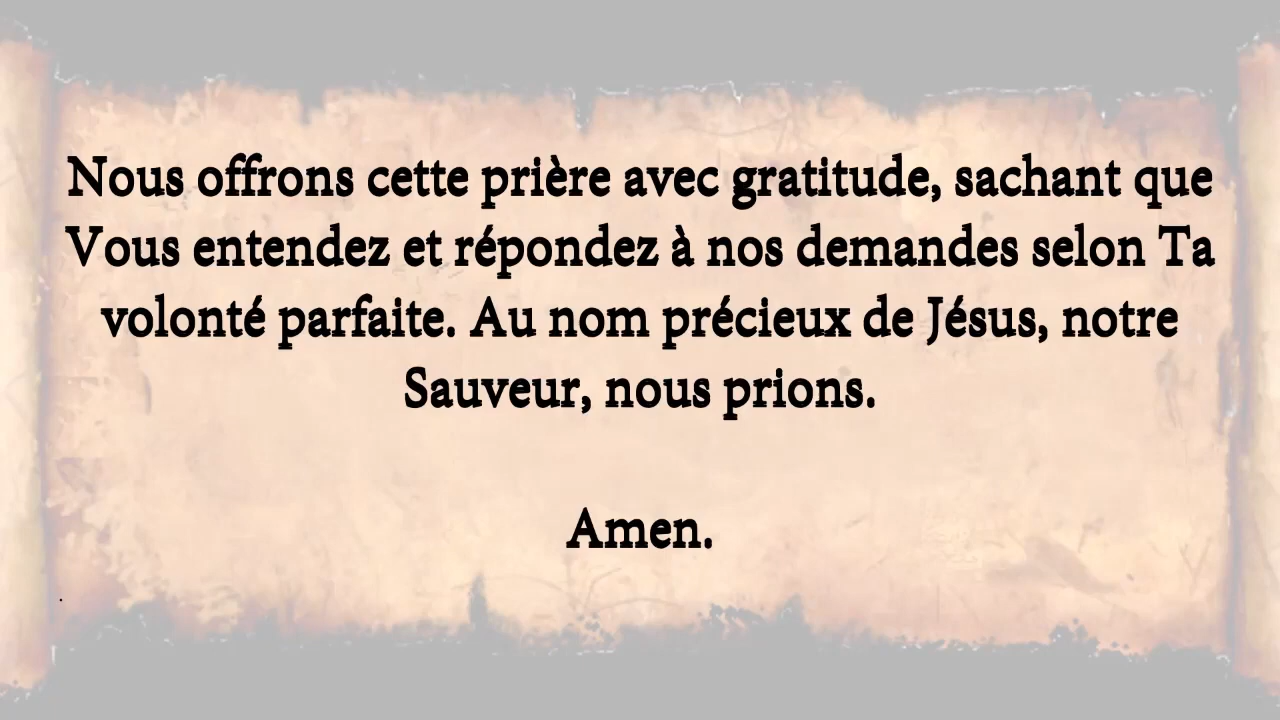 Nous offrons cette prière avec gratitude, sachant que
Vous entendez et répondez à nos demandes selon Ta
volonté parfaite. Au nom précieux de Jésus, notre
Sauveur, nous prions.
Amen.
.